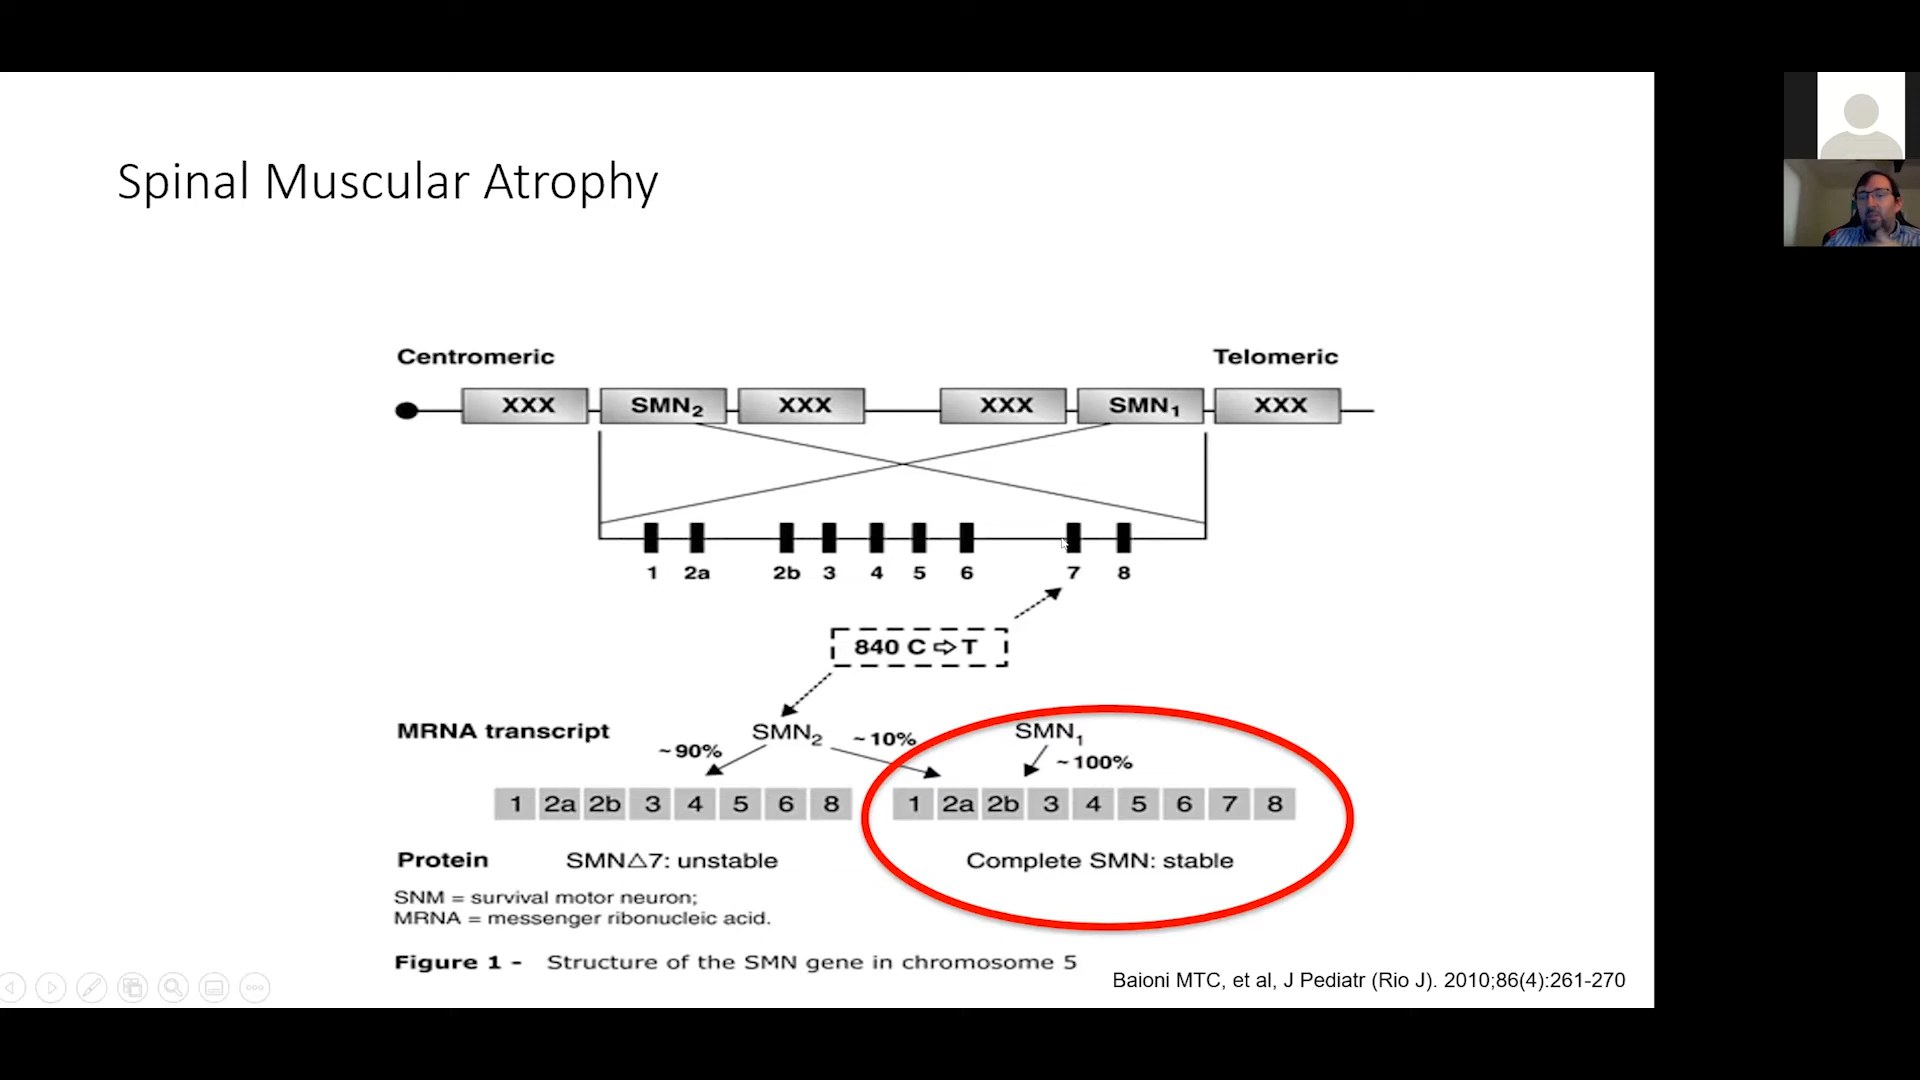 Spinal Muscular Atrophy
Centromeric
Telomeric
XXX
SMN₂
XXX
XXX
SMN₁
XXX
1 2a 2b 3 4 5 6 7 8
840 C ⇨ T
MRNA transcript
SMN₂
SMN₁
~90%
~10%
~100%
1 2a 2b 3 4 5 6 8
1 2a 2b 3 4 5 6 7 8
Protein
SMN△7: unstable
Complete SMN: stable
SNM = survival motor neuron;
MRNA = messenger ribonucleic acid.
Figure 1 - Structure of the SMN gene in chromosome 5
Baioni MTC, et al, J Pediatr (Rio J). 2010;86(4):261-270